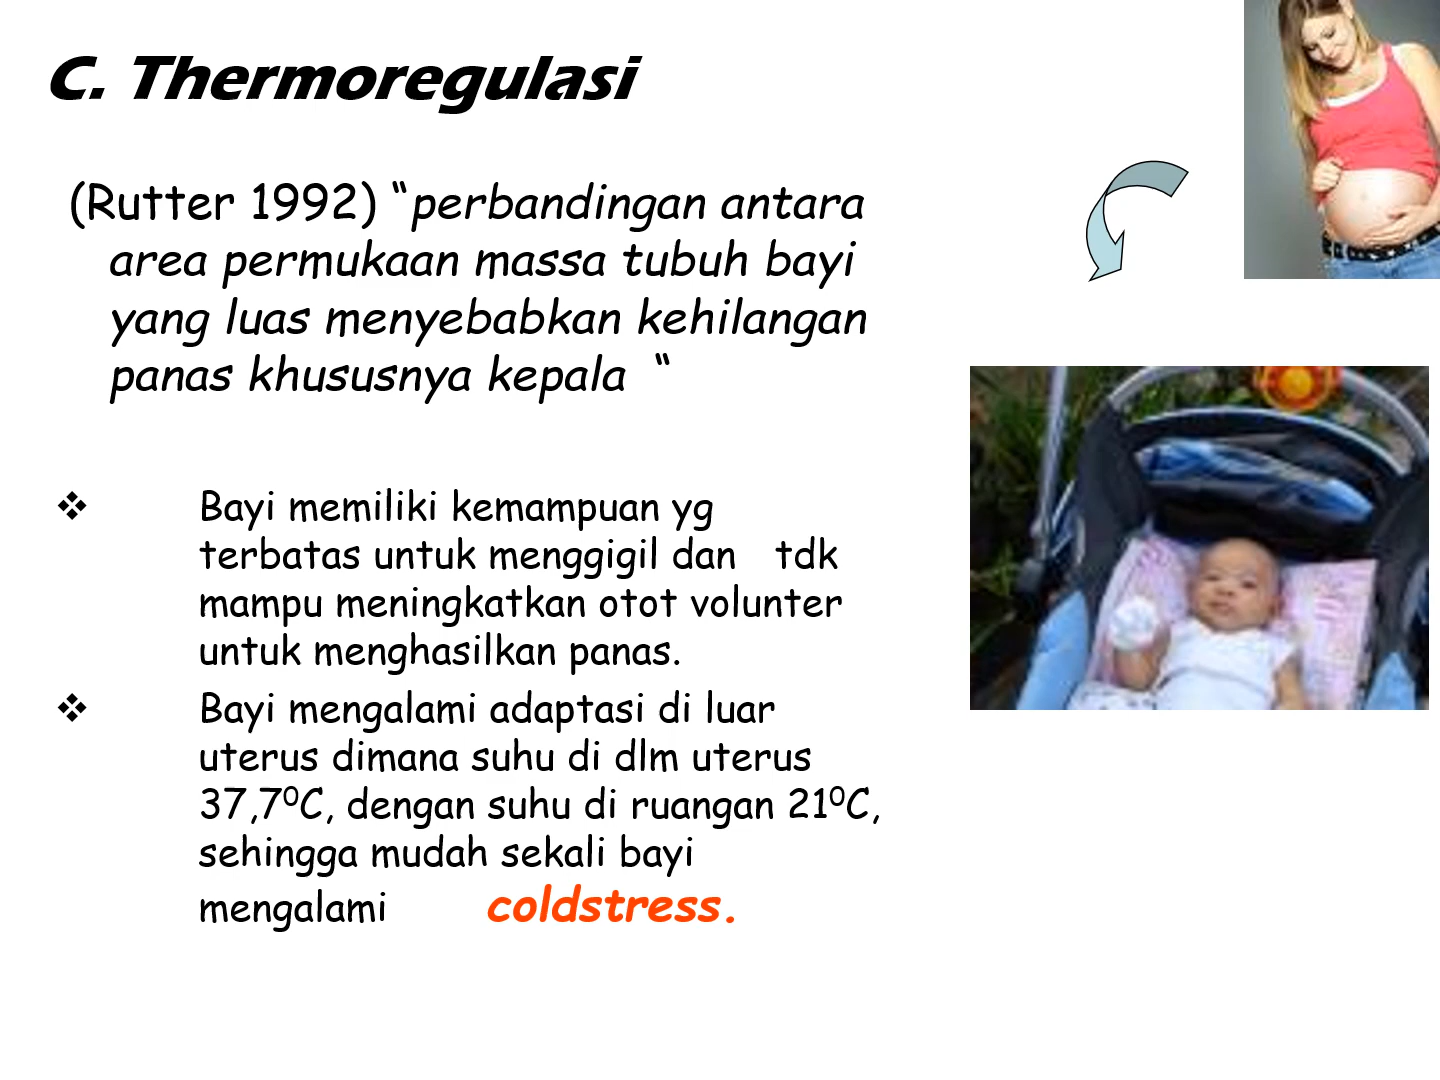 C. Thermoregulasi
(Rutter 1992) “perbandingan antara
area permukaan massa tubuh bayi
yang luas menyebabkan kehilangan
panas khususnya kepala “
❖ Bayi memiliki kemampuan yg
terbatas untuk menggigil dan tdk
mampu meningkatkan otot volunter
untuk menghasilkan panas.
❖ Bayi mengalami adaptasi di luar
uterus dimana suhu di dlm uterus
37,7⁰C, dengan suhu di ruangan 21⁰C,
sehingga mudah sekali bayi
mengalami coldstress.